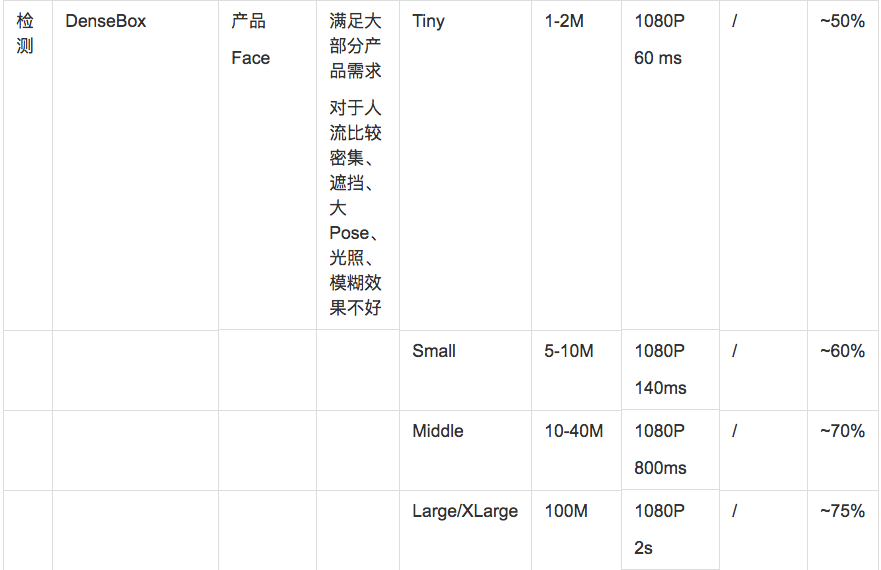 检
测
DenseBox
产品
Face
满足大
部分产
品需求
对于人
流比较
密集、
遮挡、
大
Pose、
光照、
模糊效
果不好
Tiny
1-2M
1080P
60 ms
/
~50%
Small
5-10M
1080P
140ms
/
~60%
Middle
10-40M
1080P
800ms
/
~70%
Large/XLarge
100M
1080P
2s
/
~75%